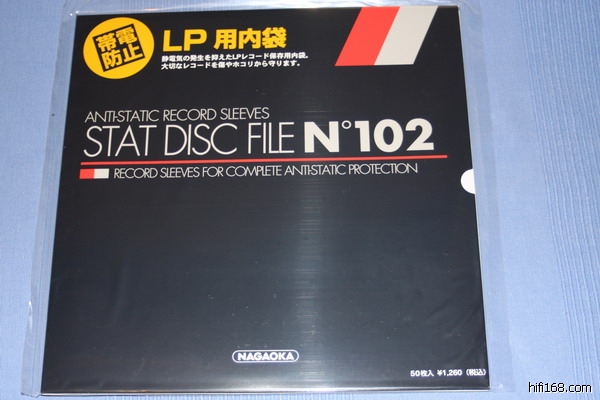 帯電
防止
LP 用内袋
静電気の発生を抑えたLPレコード保存用内袋。
大切なレコードを傷やホコリから守ります。
ANTI-STATIC RECORD SLEEVES
STAT DISC FILE N°102
RECORD SLEEVES FOR COMPLETE ANTI-STATIC PROTECTION
NAGAOKA
50枚入 ¥1,260 (税込)
hifi168.com